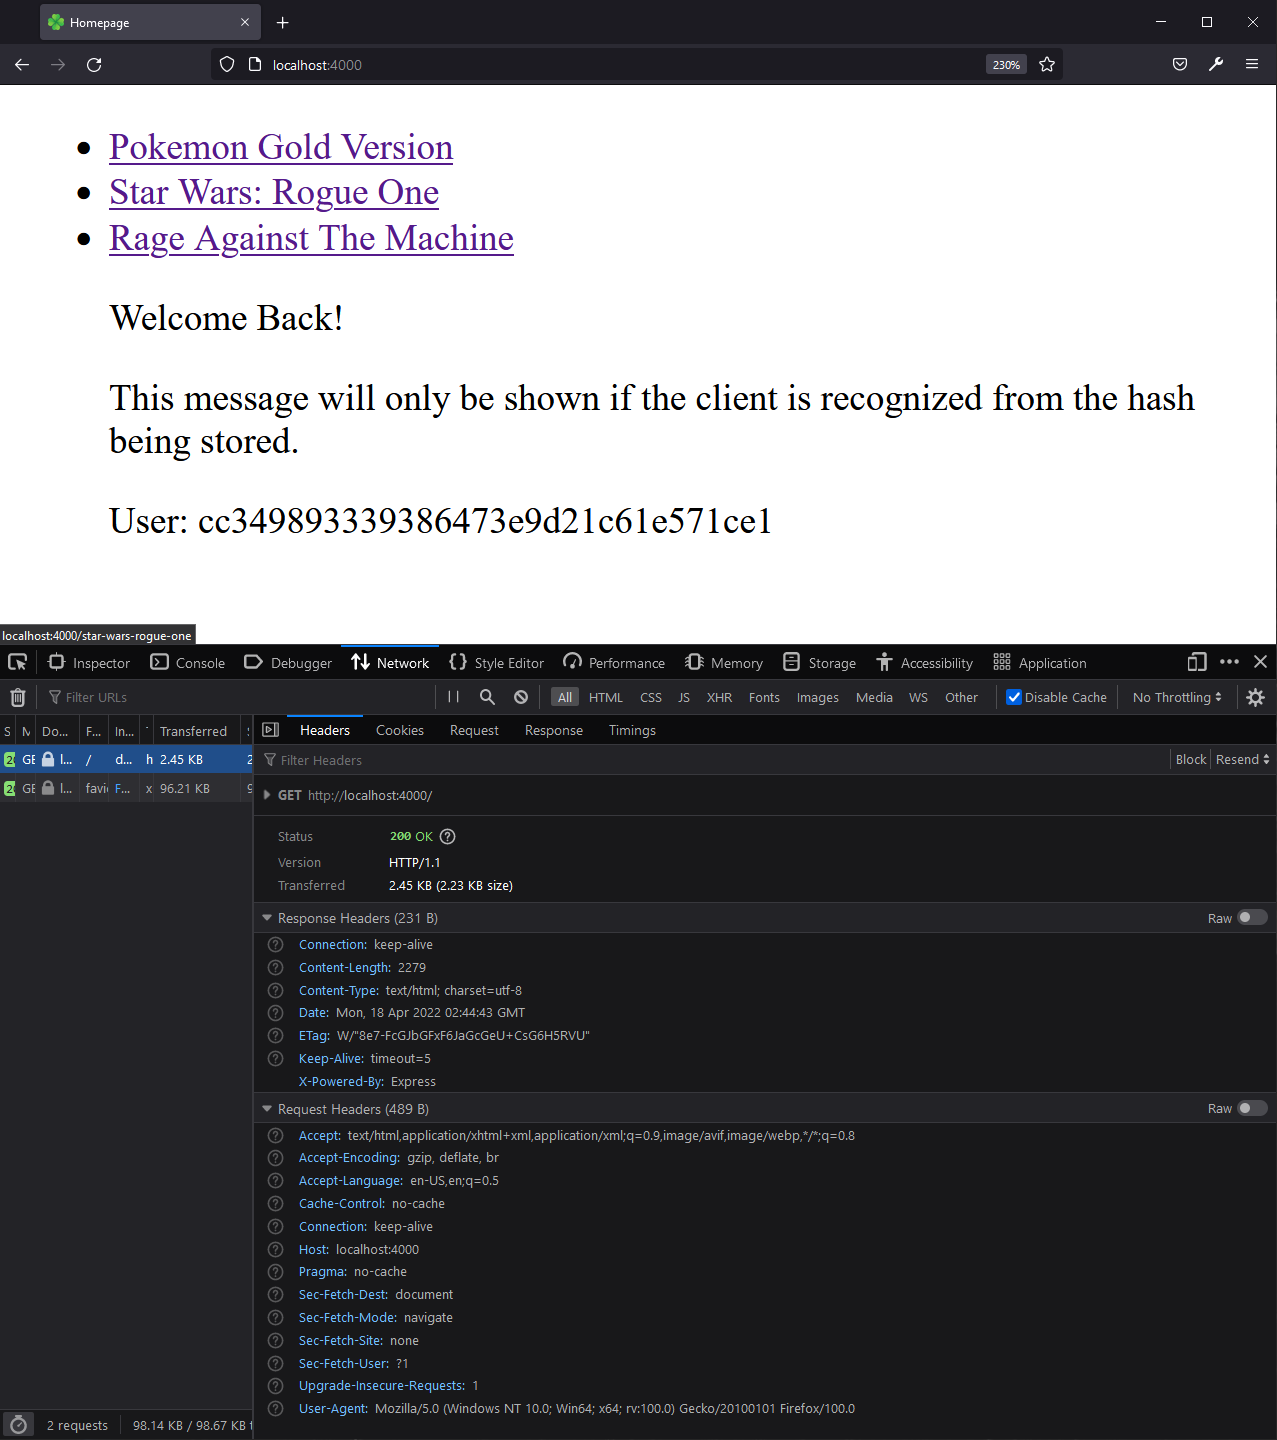 Homepage
localhost:4000
230%
Pokemon Gold Version
Star Wars: Rogue One
Rage Against The Machine
Welcome Back!
This message will only be shown if the client is recognized from the hash
being stored.
User: cc349893339386473e9d21c61e571ce1
localhost:4000/star-wars-rogue-one
Inspector Console Debugger Network Style Editor Performance Memory Storage Accessibility Application
Filter URLs All HTML CSS JS XHR Fonts Images Media WS Other Disable Cache No Throttling
S M Do... F... In... Transferred
Headers Cookies Request Response Timings
GE l... / d... h 2.45 KB 2
Filter Headers Block Resend
GE l... favi F... x 96.21 KB 9
GET http://localhost:4000/
Status 200 OK
Version HTTP/1.1
Transferred 2.45 KB (2.23 KB size)
Response Headers (231 B) Raw
Connection: keep-alive
Content-Length: 2279
Content-Type: text/html; charset=utf-8
Date: Mon, 18 Apr 2022 02:44:43 GMT
ETag: W/"8e7-FcGJbGFxF6JaGcGeU+CsG6H5RVU"
Keep-Alive: timeout=5
X-Powered-By: Express
Request Headers (489 B) Raw
Accept: text/html,application/xhtml+xml,application/xml;q=0.9,image/avif,image/webp,*/*;q=0.8
Accept-Encoding: gzip, deflate, br
Accept-Language: en-US,en;q=0.5
Cache-Control: no-cache
Connection: keep-alive
Host: localhost:4000
Pragma: no-cache
Sec-Fetch-Dest: document
Sec-Fetch-Mode: navigate
Sec-Fetch-Site: none
Sec-Fetch-User: ?1
Upgrade-Insecure-Requests: 1
User-Agent: Mozilla/5.0 (Windows NT 10.0; Win64; x64; rv:100.0) Gecko/20100101 Firefox/100.0
2 requests 98.14 KB / 98.67 KB